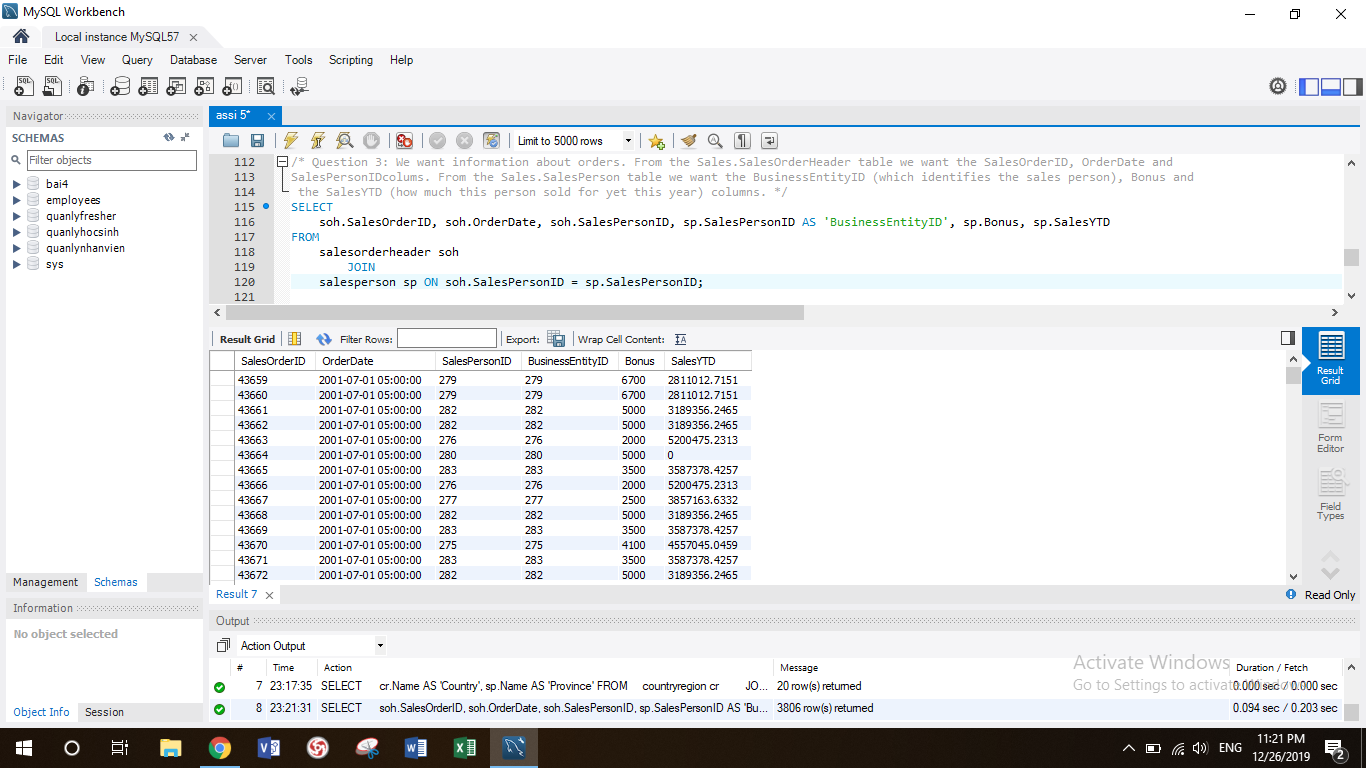 MySQL Workbench
Local instance MySQL57
File Edit View Query Database Server Tools Scripting Help
Navigator
SCHEMAS
Filter objects
bai4
employees
quanlyfresher
quanlyhocsinh
quanlynhanvien
sys
Management Schemas
Information
No object selected
Object Info Session
assi 5*
Limit to 5000 rows
112 /* Question 3: We want information about orders. From the Sales.SalesOrderHeader table we want the SalesOrderID, OrderDate and
113 SalesPersonIDcolums. From the Sales.SalesPerson table we want the BusinessEntityID (which identifies the sales person), Bonus and
114 the SalesYTD (how much this person sold for yet this year) columns. */
115 SELECT
116 soh.SalesOrderID, soh.OrderDate, soh.SalesPersonID, sp.SalesPersonID AS 'BusinessEntityID', sp.Bonus, sp.SalesYTD
117 FROM
118 salesorderheader soh
119 JOIN
120 salesperson sp ON soh.SalesPersonID = sp.SalesPersonID;
121
Result Grid Filter Rows: Export: Wrap Cell Content:
SalesOrderID OrderDate SalesPersonID BusinessEntityID Bonus SalesYTD
43659 2001-07-01 05:00:00 279 279 6700 2811012.7151
43660 2001-07-01 05:00:00 279 279 6700 2811012.7151
43661 2001-07-01 05:00:00 282 282 5000 3189356.2465
43662 2001-07-01 05:00:00 282 282 5000 3189356.2465
43663 2001-07-01 05:00:00 276 276 2000 5200475.2313
43664 2001-07-01 05:00:00 280 280 5000 0
43665 2001-07-01 05:00:00 283 283 3500 3587378.4257
43666 2001-07-01 05:00:00 276 276 2000 5200475.2313
43667 2001-07-01 05:00:00 277 277 2500 3857163.6332
43668 2001-07-01 05:00:00 282 282 5000 3189356.2465
43669 2001-07-01 05:00:00 283 283 3500 3587378.4257
43670 2001-07-01 05:00:00 275 275 4100 4557045.0459
43671 2001-07-01 05:00:00 283 283 3500 3587378.4257
43672 2001-07-01 05:00:00 282 282 5000 3189356.2465
Result Grid
Form Editor
Field Types
Result 7
Read Only
Output
Action Output
# Time Action Message Duration / Fetch
7 23:17:35 SELECT cr.Name AS 'Country', sp.Name AS 'Province' FROM countryregion cr JO... 20 row(s) returned 0.000 sec / 0.000 sec
8 23:21:31 SELECT soh.SalesOrderID, soh.OrderDate, soh.SalesPersonID, sp.SalesPersonID AS 'Bu... 3806 row(s) returned 0.094 sec / 0.203 sec
Activate Windows
Go to Settings to activate Windows.
ENG
11:21 PM
12/26/2019
2